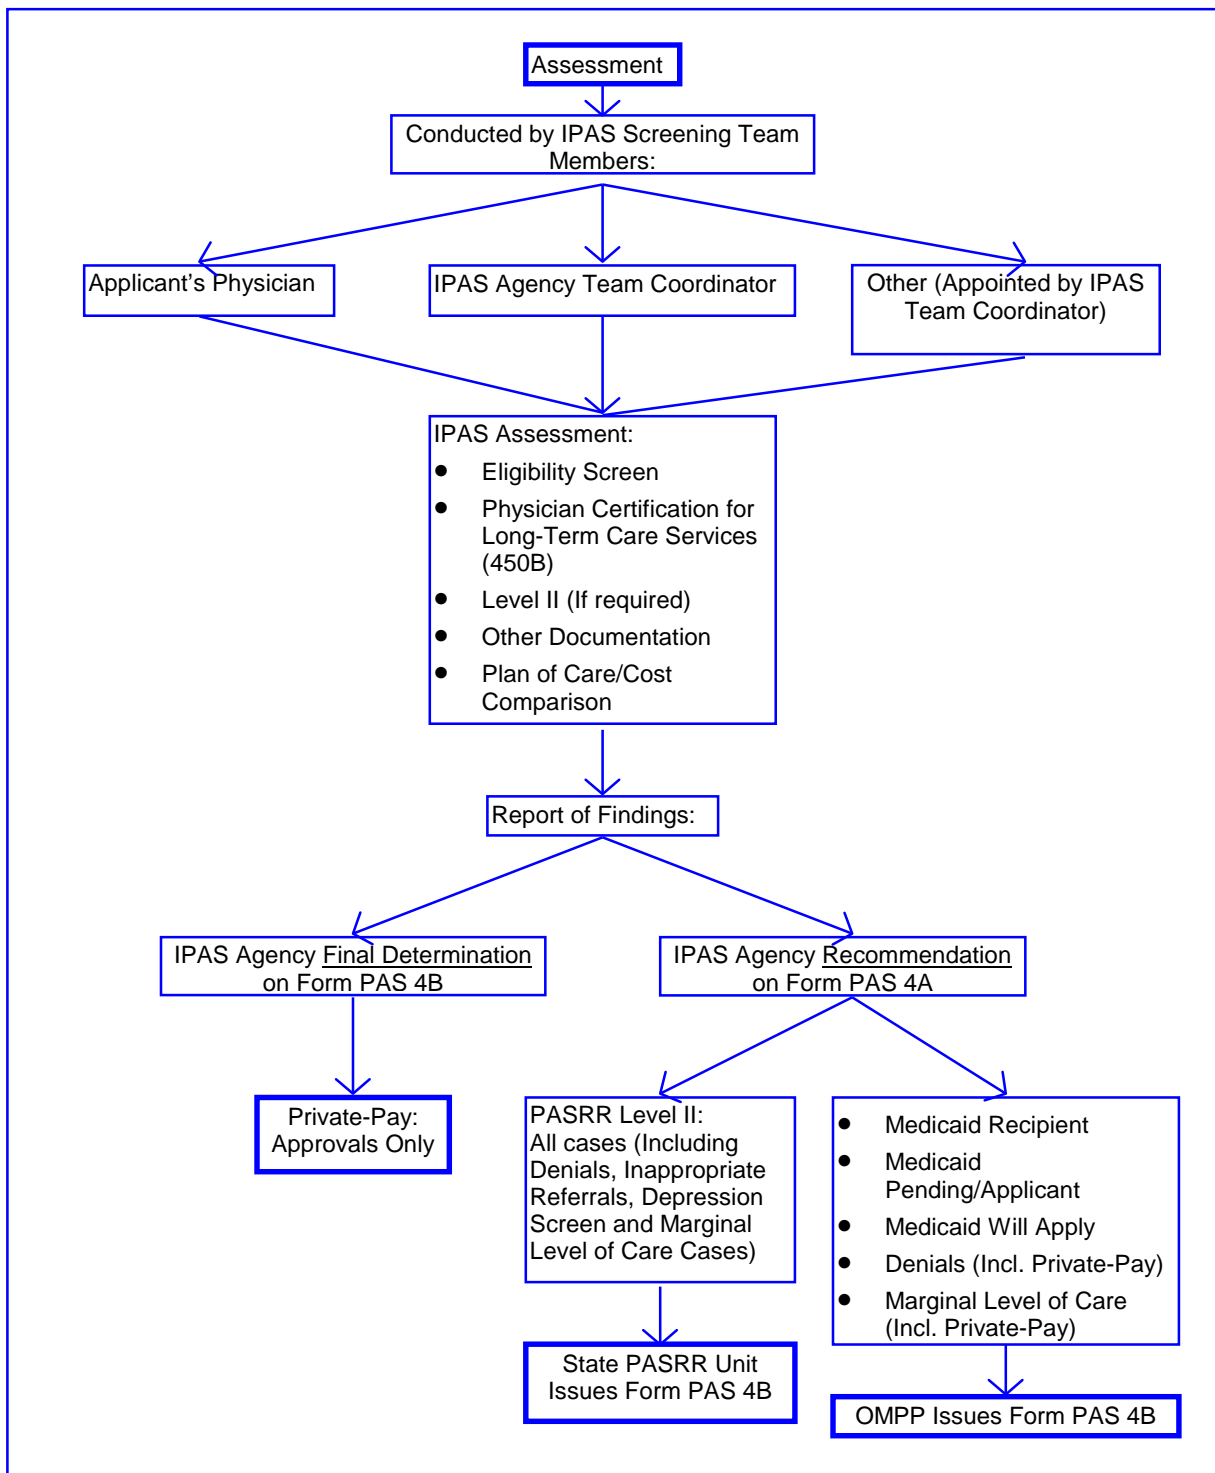 Assessment
Conducted by IPAS Screening Team
Members:
Applicant's Physician
IPAS Agency Team Coordinator
Other (Appointed by IPAS
Team Coordinator)
IPAS Assessment:
● Eligibility Screen
● Physician Certification for
Long-Term Care Services
(450B)
● Level II (If required)
● Other Documentation
● Plan of Care/Cost
Comparison
Report of Findings:
IPAS Agency Final Determination
on Form PAS 4B
IPAS Agency Recommendation
on Form PAS 4A
Private-Pay:
Approvals Only
PASRR Level II:
All cases (Including
Denials, Inappropriate
Referrals, Depression
Screen and Marginal
Level of Care Cases)
● Medicaid Recipient
● Medicaid
Pending/Applicant
● Medicaid Will Apply
● Denials (Incl. Private-Pay)
● Marginal Level of Care
(Incl. Private-Pay)
State PASRR Unit
Issues Form PAS 4B
OMPP Issues Form PAS 4B